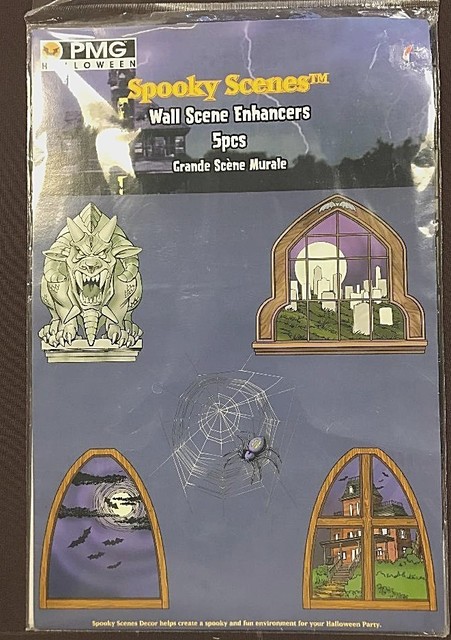 PMG
HALLOWEEN
Spooky Scenes™
Wall Scene Enhancers
5pcs
Grande Scène Murale
Spooky Scenes Decor helps create a spooky and fun environment for your Halloween Party.